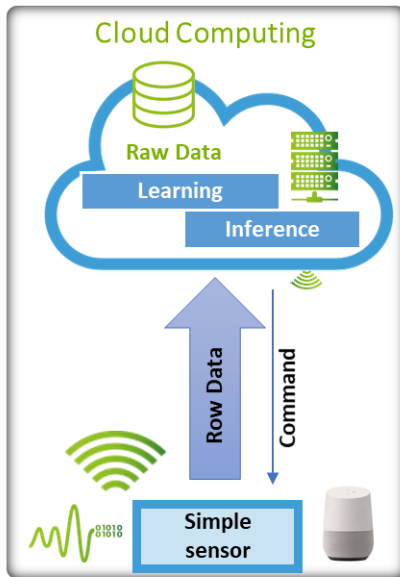 Cloud Computing
Raw Data
Learning
Inference
Row Data
Command
01010
01010
Simple
sensor